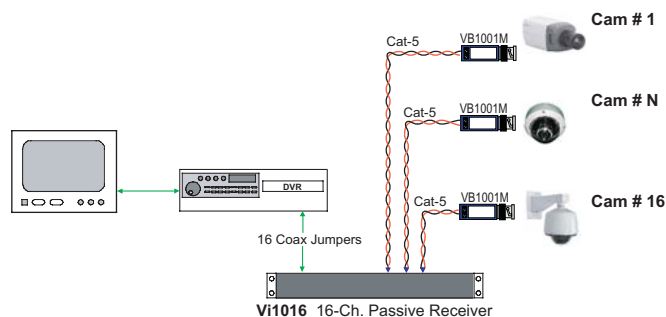 Cam # 1
VB1001M
Cat-5
Cam # N
VB1001M
Cat-5
Cam # 16
VB1001M
Cat-5
DVR
16 Coax Jumpers
Vi1016 16-Ch. Passive Receiver